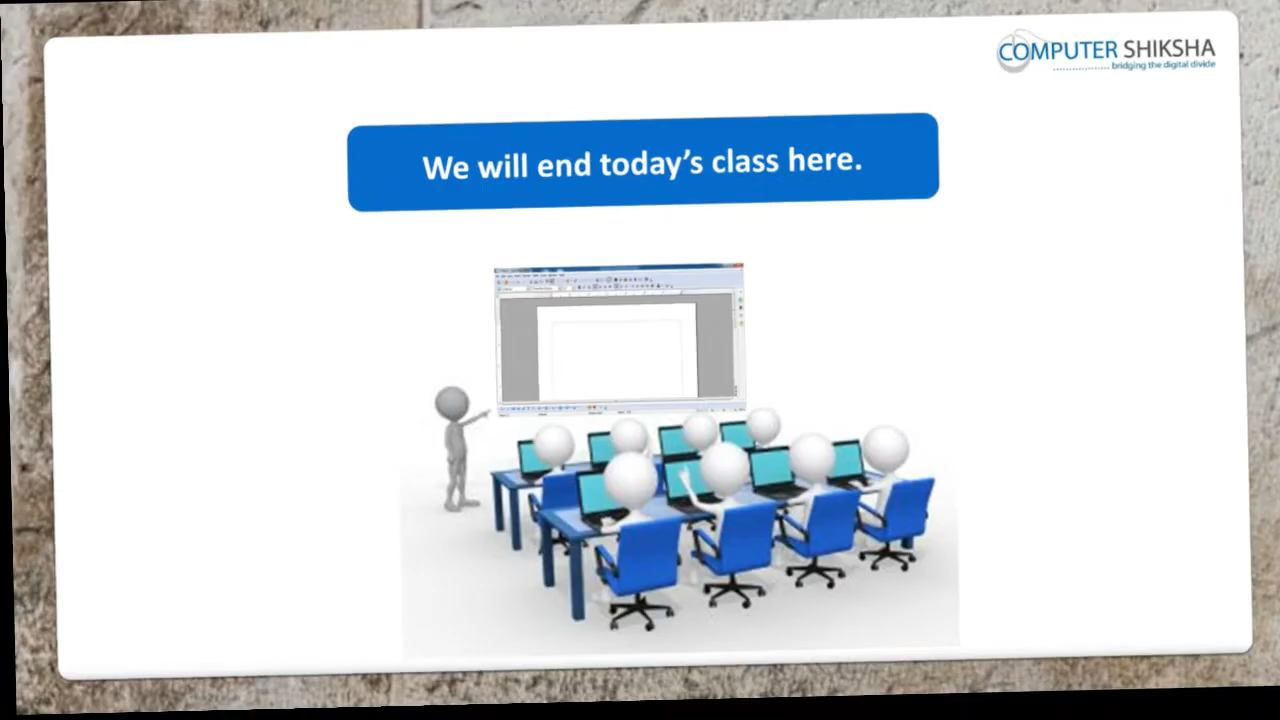 COMPUTER SHIKSHA
bridging the digital divide
We will end today's class here.